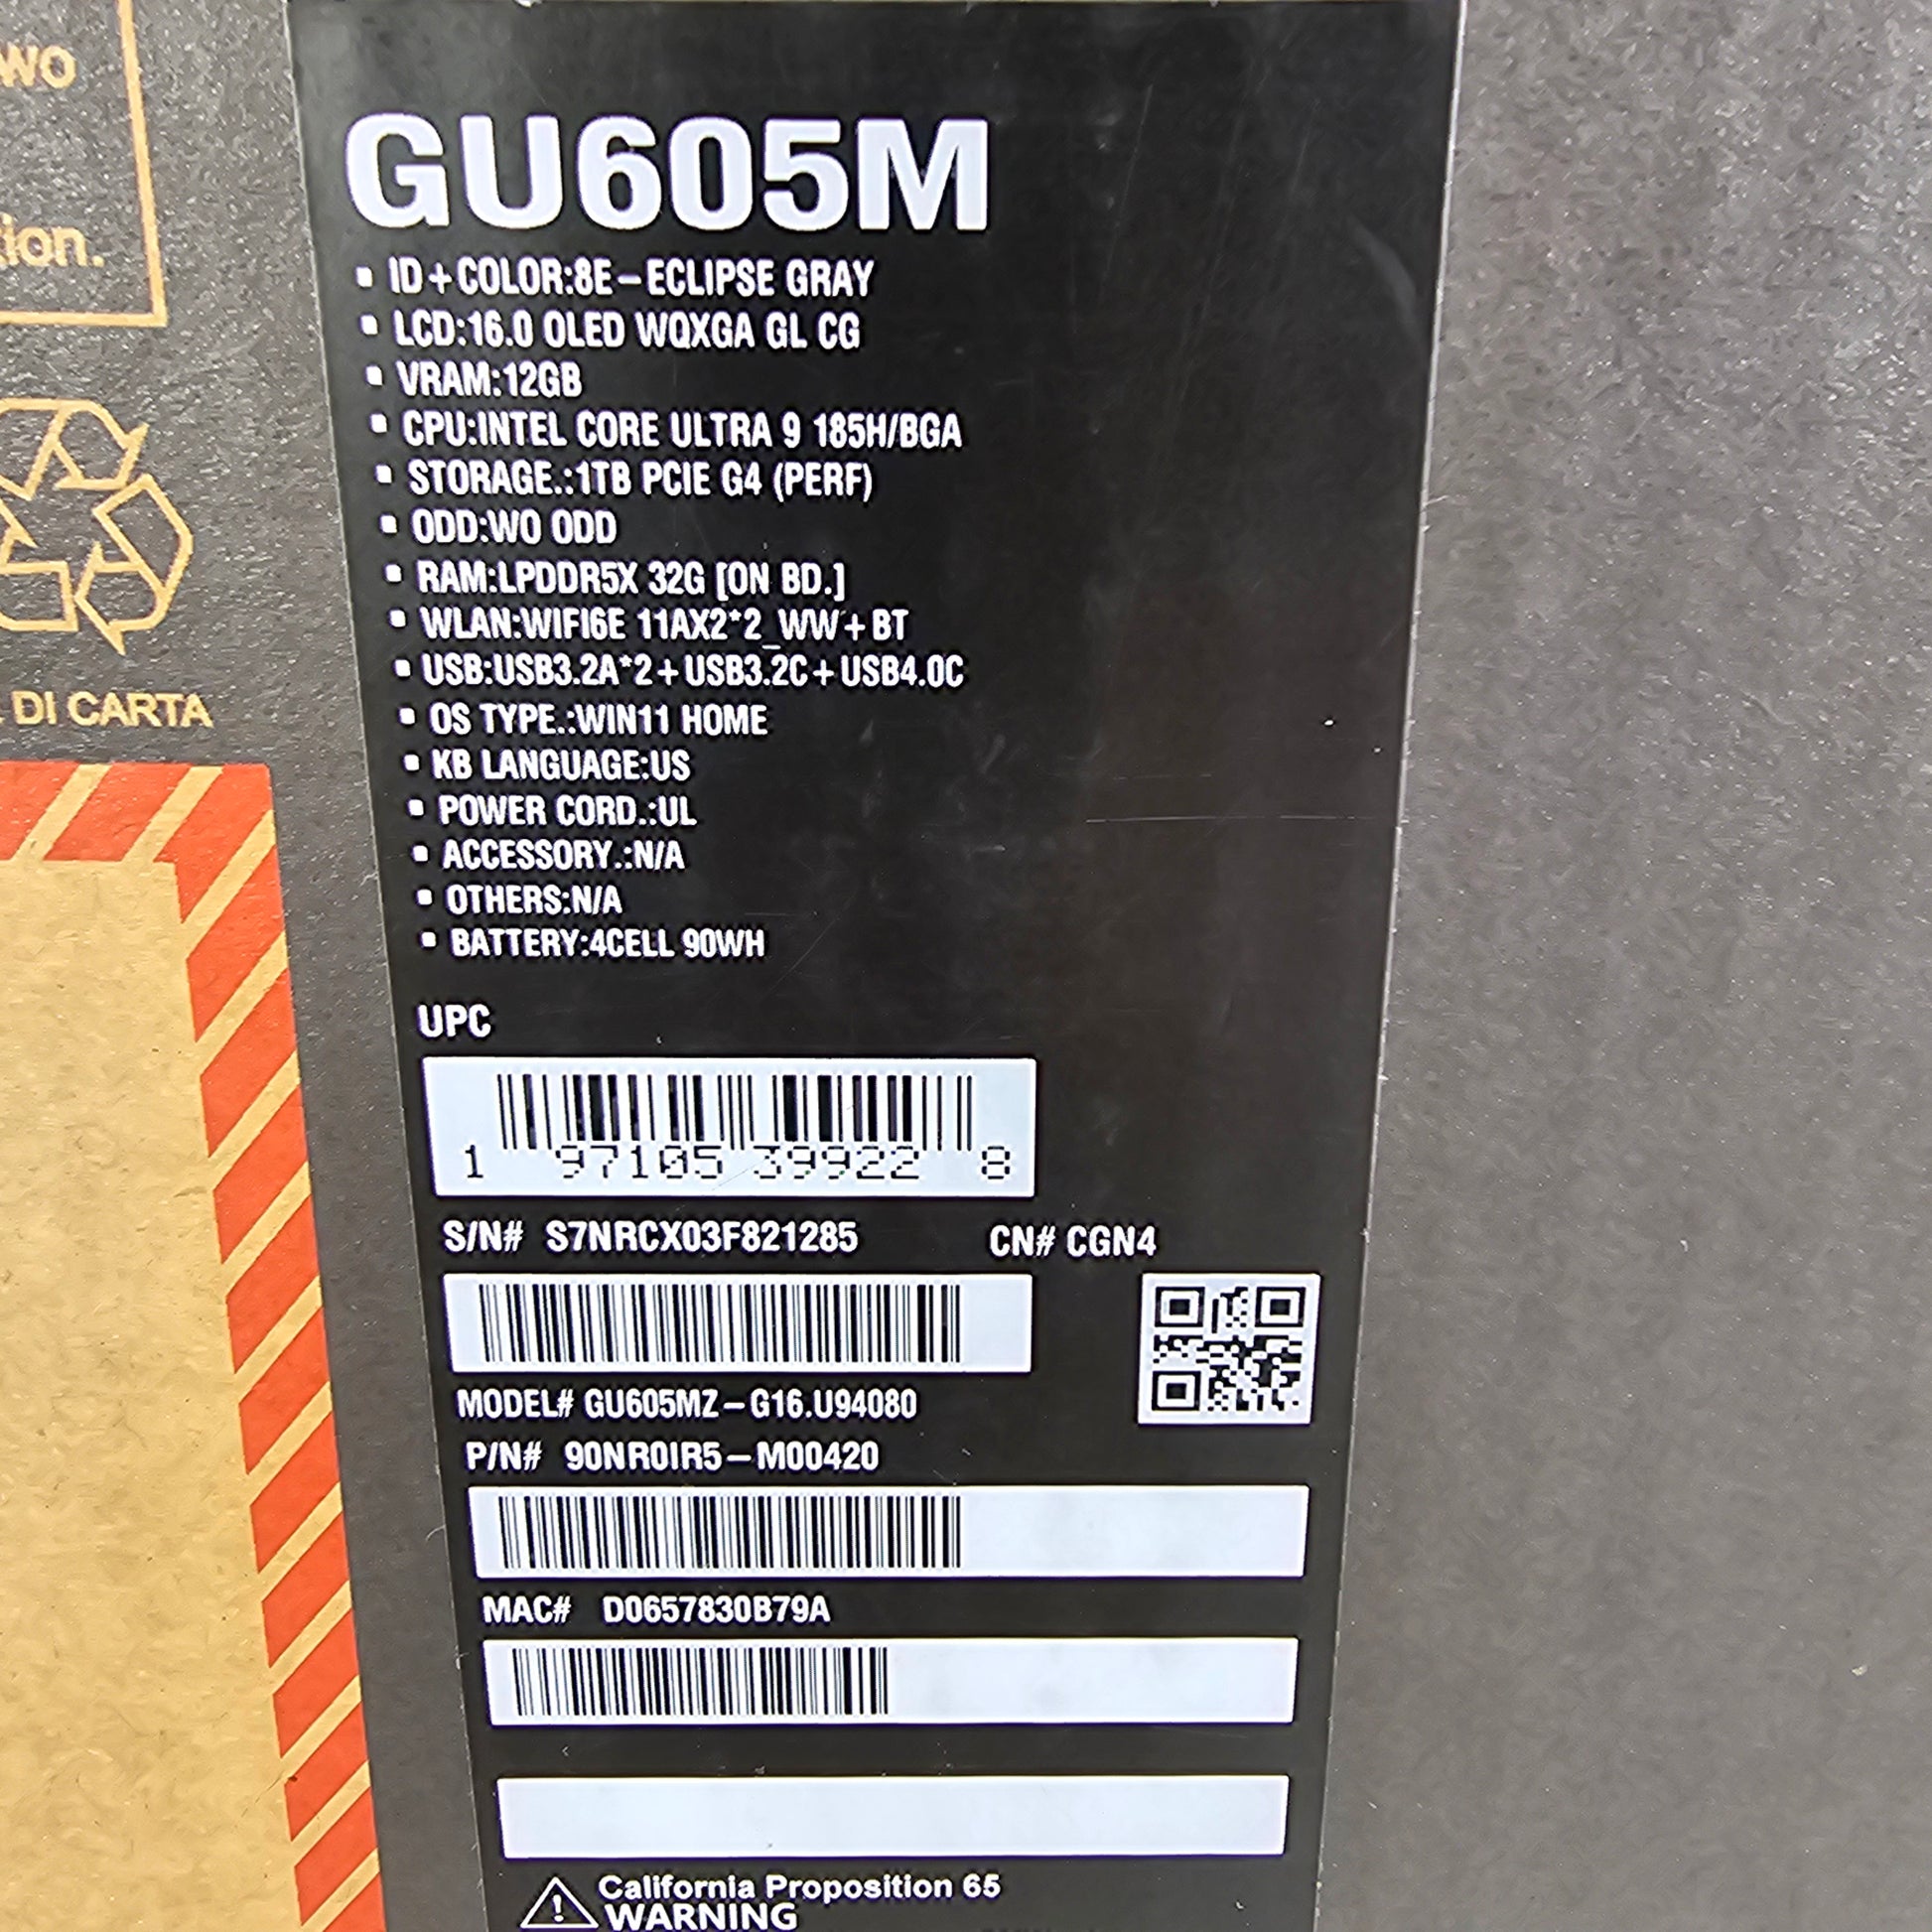 WO
tion.
DI CARTA
GU605M
▪ ID+COLOR:8E–ECLIPSE GRAY
▪ LCD:16.0 OLED WQXGA GL CG
▪ VRAM:12GB
▪ CPU:INTEL CORE ULTRA 9 185H/BGA
▪ STORAGE.:1TB PCIE G4 (PERF)
▪ ODD:WO ODD
▪ RAM:LPDDR5X 32G [ON BD.]
▪ WLAN:WIFI6E 11AX2*2_WW+BT
▪ USB:USB3.2A*2+USB3.2C+USB4.0C
▪ OS TYPE.:WIN11 HOME
▪ KB LANGUAGE:US
▪ POWER CORD.:UL
▪ ACCESSORY.:N/A
▪ OTHERS:N/A
▪ BATTERY:4CELL 90WH
UPC
1 97105 39922 8
S/N# S7NRCX03F821285 CN# CGN4
MODEL# GU605MZ–G16.U94080
P/N# 90NR0IR5–M00420
MAC# D0657830B79A
California Proposition 65
WARNING